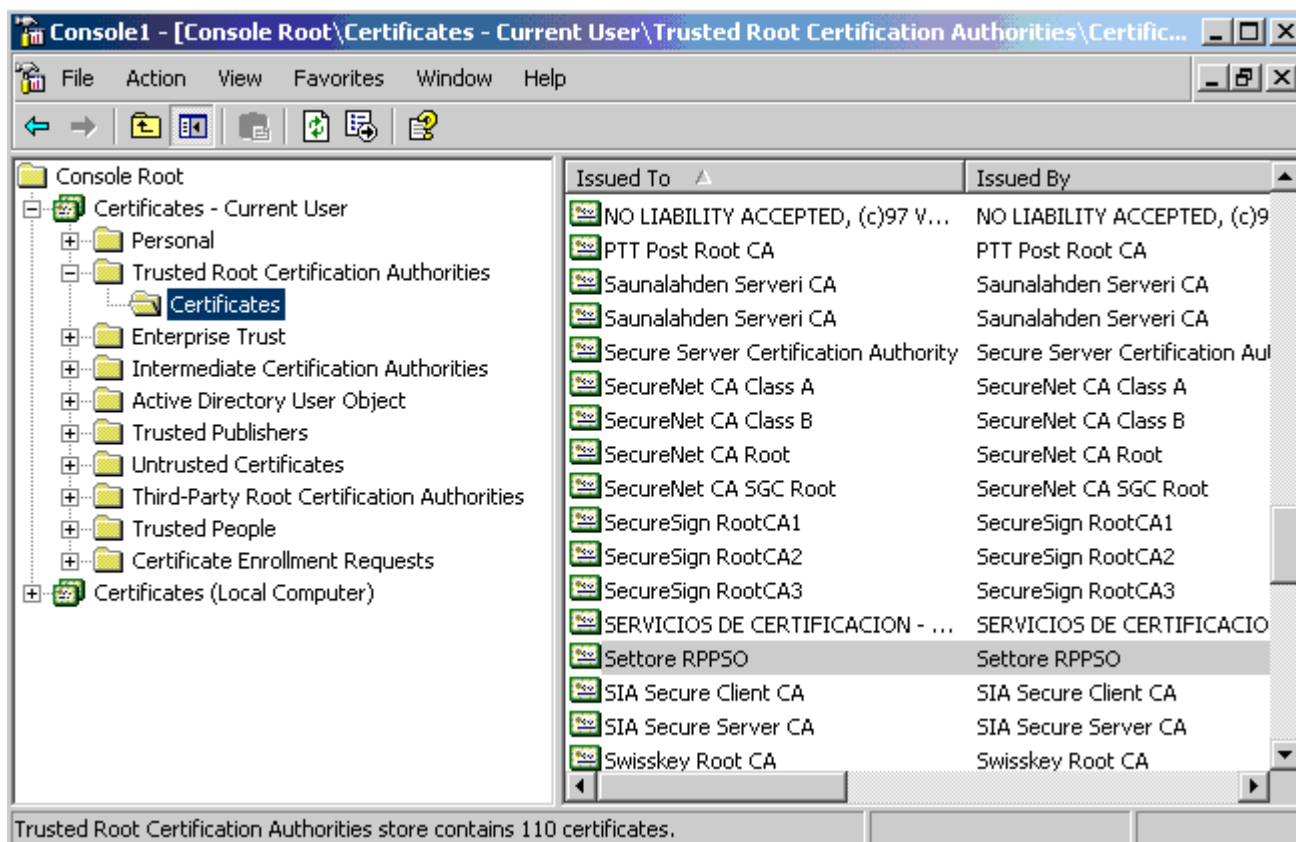 Console1 - [Console Root\Certificates - Current User\Trusted Root Certification Authorities\Certific...
File Action View Favorites Window Help
Console Root
Certificates - Current User
Personal
Trusted Root Certification Authorities
Certificates
Enterprise Trust
Intermediate Certification Authorities
Active Directory User Object
Trusted Publishers
Untrusted Certificates
Third-Party Root Certification Authorities
Trusted People
Certificate Enrollment Requests
Certificates (Local Computer)
Issued To Issued By
NO LIABILITY ACCEPTED, (c)97 V... NO LIABILITY ACCEPTED, (c)9
PTT Post Root CA PTT Post Root CA
Saunalahden Serveri CA Saunalahden Serveri CA
Saunalahden Serveri CA Saunalahden Serveri CA
Secure Server Certification Authority Secure Server Certification Aut
SecureNet CA Class A SecureNet CA Class A
SecureNet CA Class B SecureNet CA Class B
SecureNet CA Root SecureNet CA Root
SecureNet CA SGC Root SecureNet CA SGC Root
SecureSign RootCA1 SecureSign RootCA1
SecureSign RootCA2 SecureSign RootCA2
SecureSign RootCA3 SecureSign RootCA3
SERVICIOS DE CERTIFICACION - ... SERVICIOS DE CERTIFICACIO
Settore RPPSO Settore RPPSO
SIA Secure Client CA SIA Secure Client CA
SIA Secure Server CA SIA Secure Server CA
Swisskey Root CA Swisskey Root CA
Trusted Root Certification Authorities store contains 110 certificates.